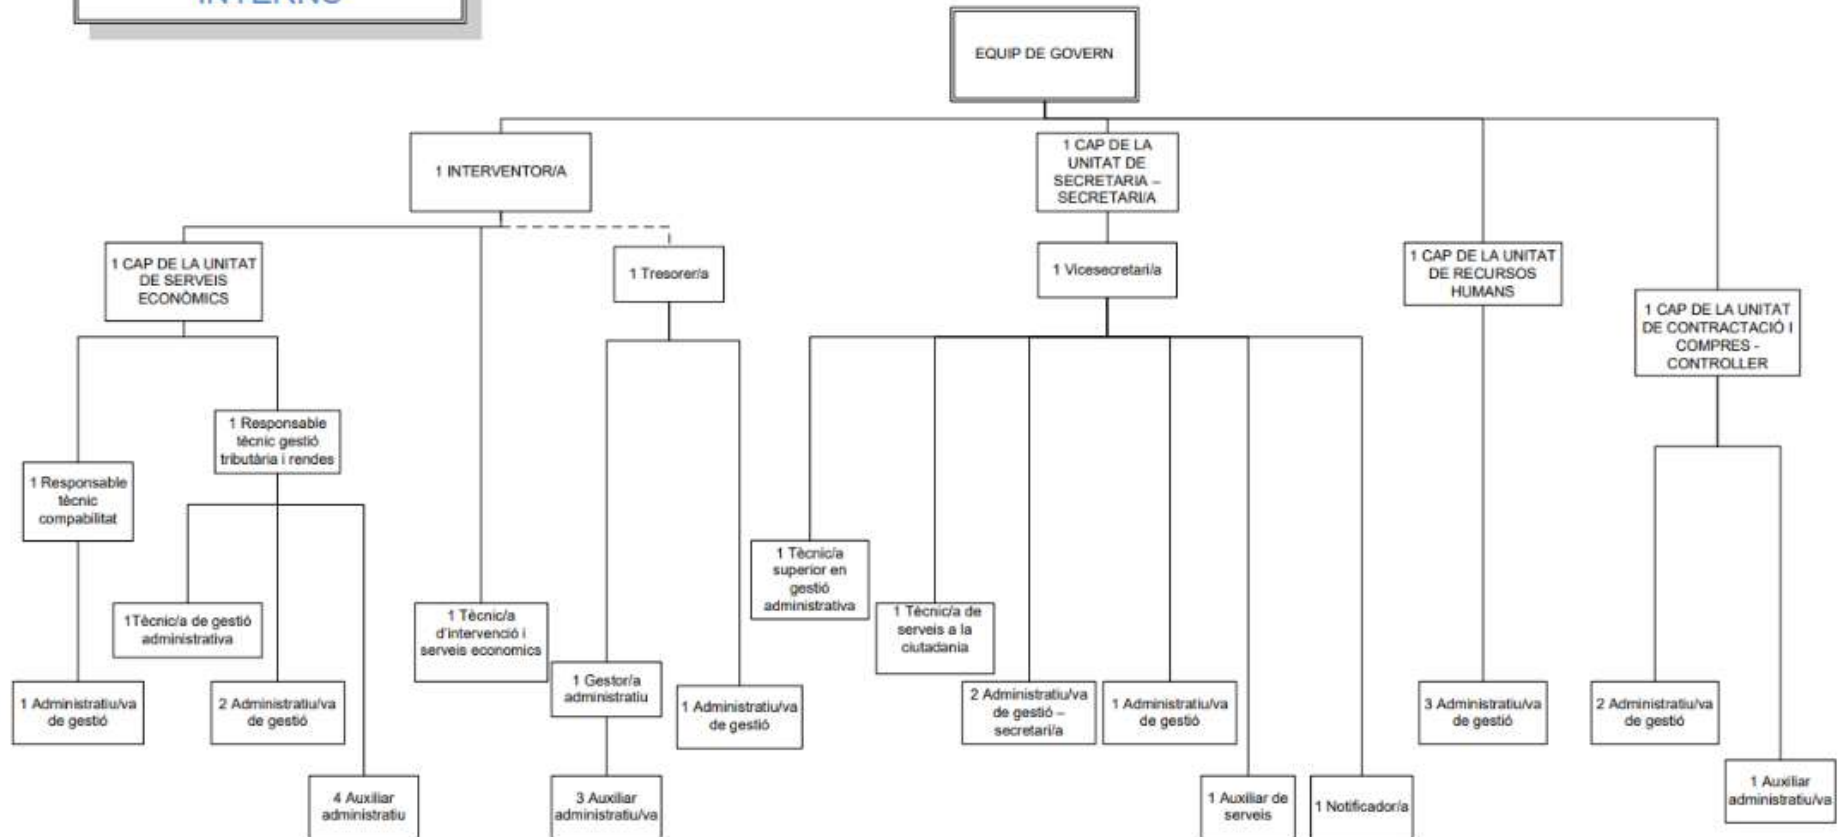 INTERNS
EQUIP DE GOVERN
1 INTERVENTOR/A
1 CAP DE LA
UNITAT DE
SECRETARIA –
SECRETARI/A
1 CAP DE LA UNITAT
DE SERVEIS
ECONÒMICS
1 Tresorer/a
1 Vicesecretari/a
1 CAP DE LA UNITAT
DE RECURSOS
HUMANS
1 CAP DE LA UNITAT
DE CONTRACTACIÓ I
COMPRES -
CONTROLLER
1 Responsable
tècnic gestió
tributària i rendes
1 Responsable
tècnic
compabilitat
1 Tècnic/a
superior en
gestió
administrativa
1Tècnic/a de gestió
administrativa
1 Tècnic/a
d'intervenció i
serveis economics
1 Tècnic/a de
serveis a la
ciutadania
1 Gestor/a
administratiu
1 Administratiu/va
de gestió
2 Administratiu/va
de gestió
1 Administratiu/va
de gestió
2 Administratiu/va
de gestió –
secretari/a
1 Administratiu/va
de gestió
3 Administratiu/va
de gestió
2 Administratiu/va
de gestió
4 Auxiliar
administratiu
3 Auxiliar
administratiu/va
1 Auxiliar de
serveis
1 Notificador/a
1 Auxiliar
administratiu/va